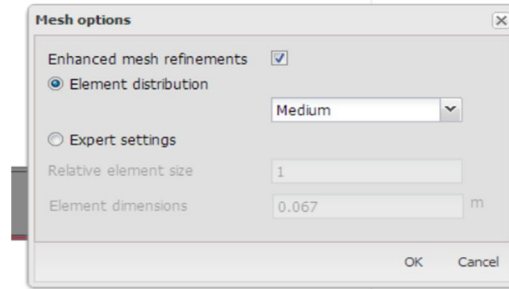 Mesh options
Enhanced mesh refinements
Element distribution
Medium
Expert settings
Relative element size 1
Element dimensions 0.067 m
OK Cancel